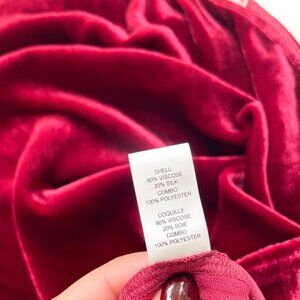 SHELL:
80% VISCOSE
20% SILK
COMBO
100% POLYESTER
COQUILLE:
80% VISCOSE
20% SOIE
COMBO
100% POLYESTER